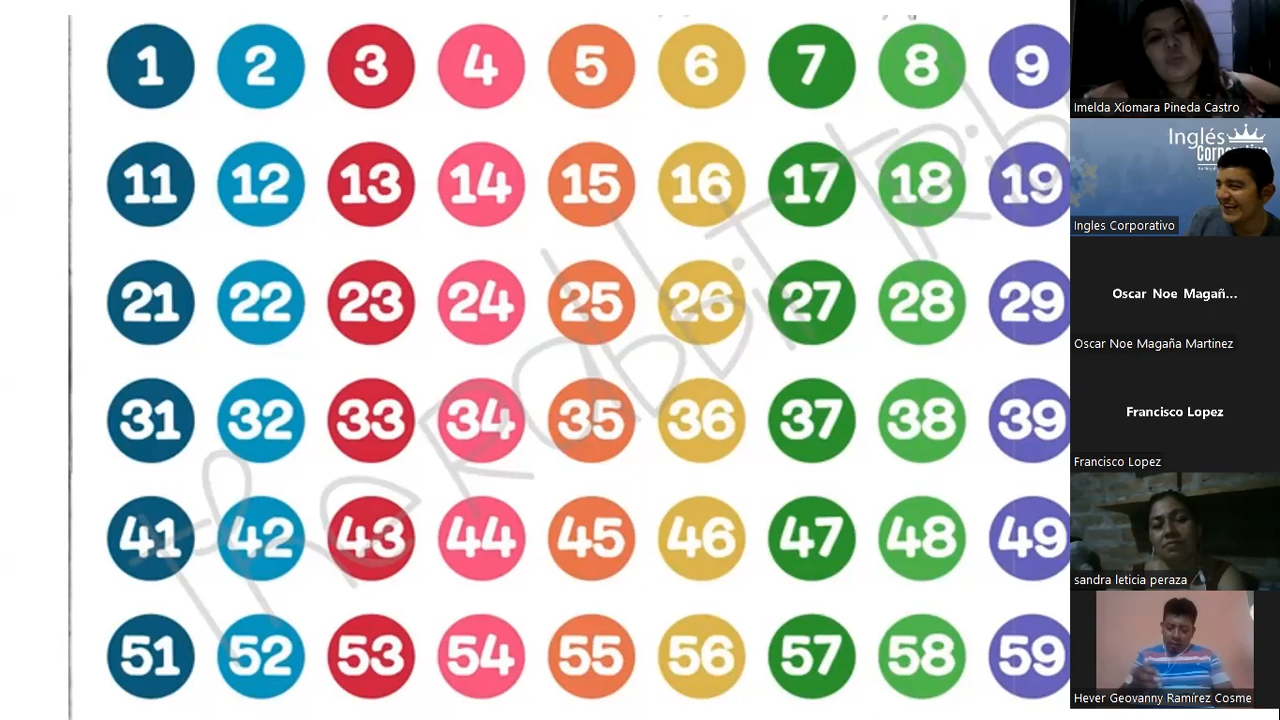 1 2 3 4 5 6 7 8 9
11 12 13 14 15 16 17 18 19
21 22 23 24 25 26 27 28 29
31 32 33 34 35 36 37 38 39
41 42 43 44 45 46 47 48 49
51 52 53 54 55 56 57 58 59
Imelda Xiomara Pineda Castro
Inglés
Corporativo
Ingles Corporativo
Oscar Noe Magañ...
Oscar Noe Magaña Martinez
Francisco Lopez
Francisco Lopez
sandra leticia peraza
Hever Geovanny Ramírez Cosme